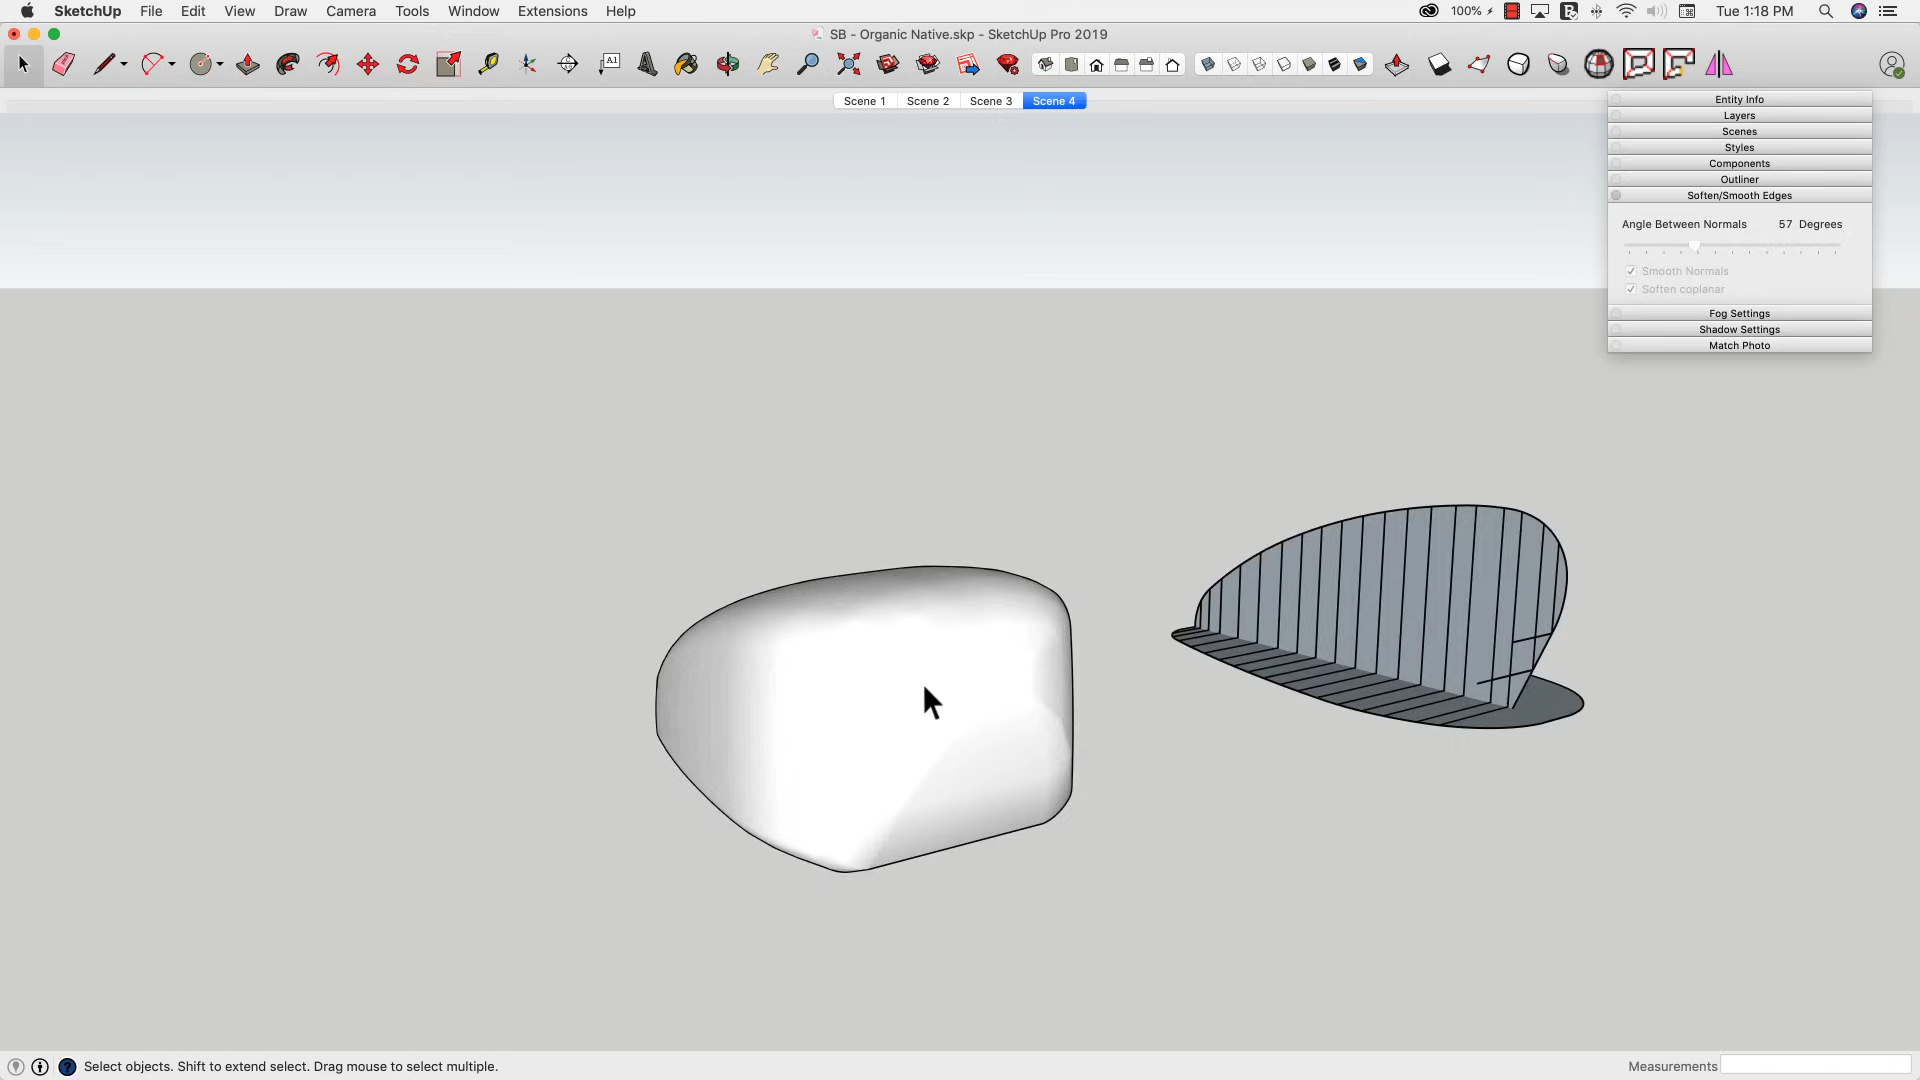 SketchUp File Edit View Draw Camera Tools Window Extensions Help 100% Tue 1:18 PM
SB - Organic Native.skp - SketchUp Pro 2019
A1
Scene 1 Scene 2 Scene 3 Scene 4
Entity Info
Layers
Scenes
Styles
Components
Outliner
Soften/Smooth Edges
Angle Between Normals 57 Degrees
Smooth Normals
Soften coplanar
Fog Settings
Shadow Settings
Match Photo
Select objects. Shift to extend select. Drag mouse to select multiple. Measurements